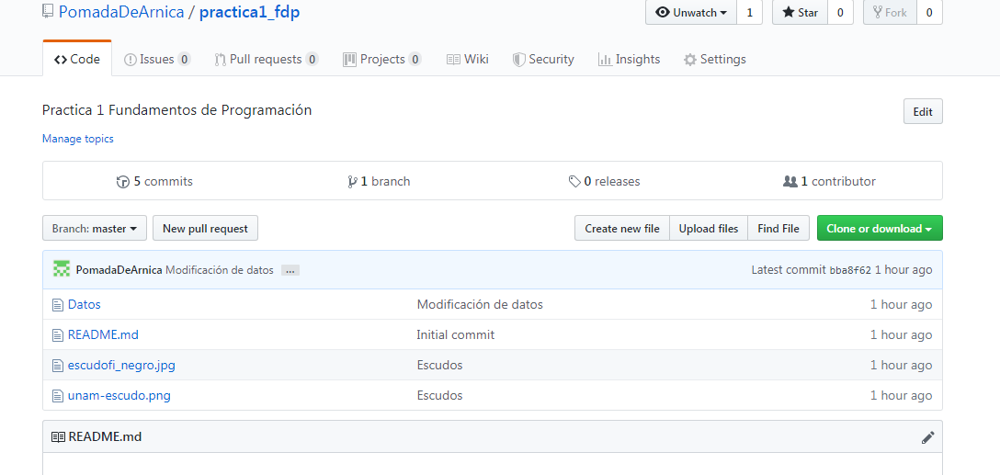 PomadaDeArnica / practica1_fdp Unwatch 1 Star 0 Fork 0
Code Issues 0 Pull requests 0 Projects 0 Wiki Security Insights Settings
Practica 1 Fundamentos de Programación Edit
Manage topics
5 commits 1 branch 0 releases 1 contributor
Branch: master New pull request Create new file Upload files Find File Clone or download
PomadaDeArnica Modificación de datos ... Latest commit bba8f62 1 hour ago
Datos Modificación de datos 1 hour ago
README.md Initial commit 1 hour ago
escudofi_negro.jpg Escudos 1 hour ago
unam-escudo.png Escudos 1 hour ago
README.md